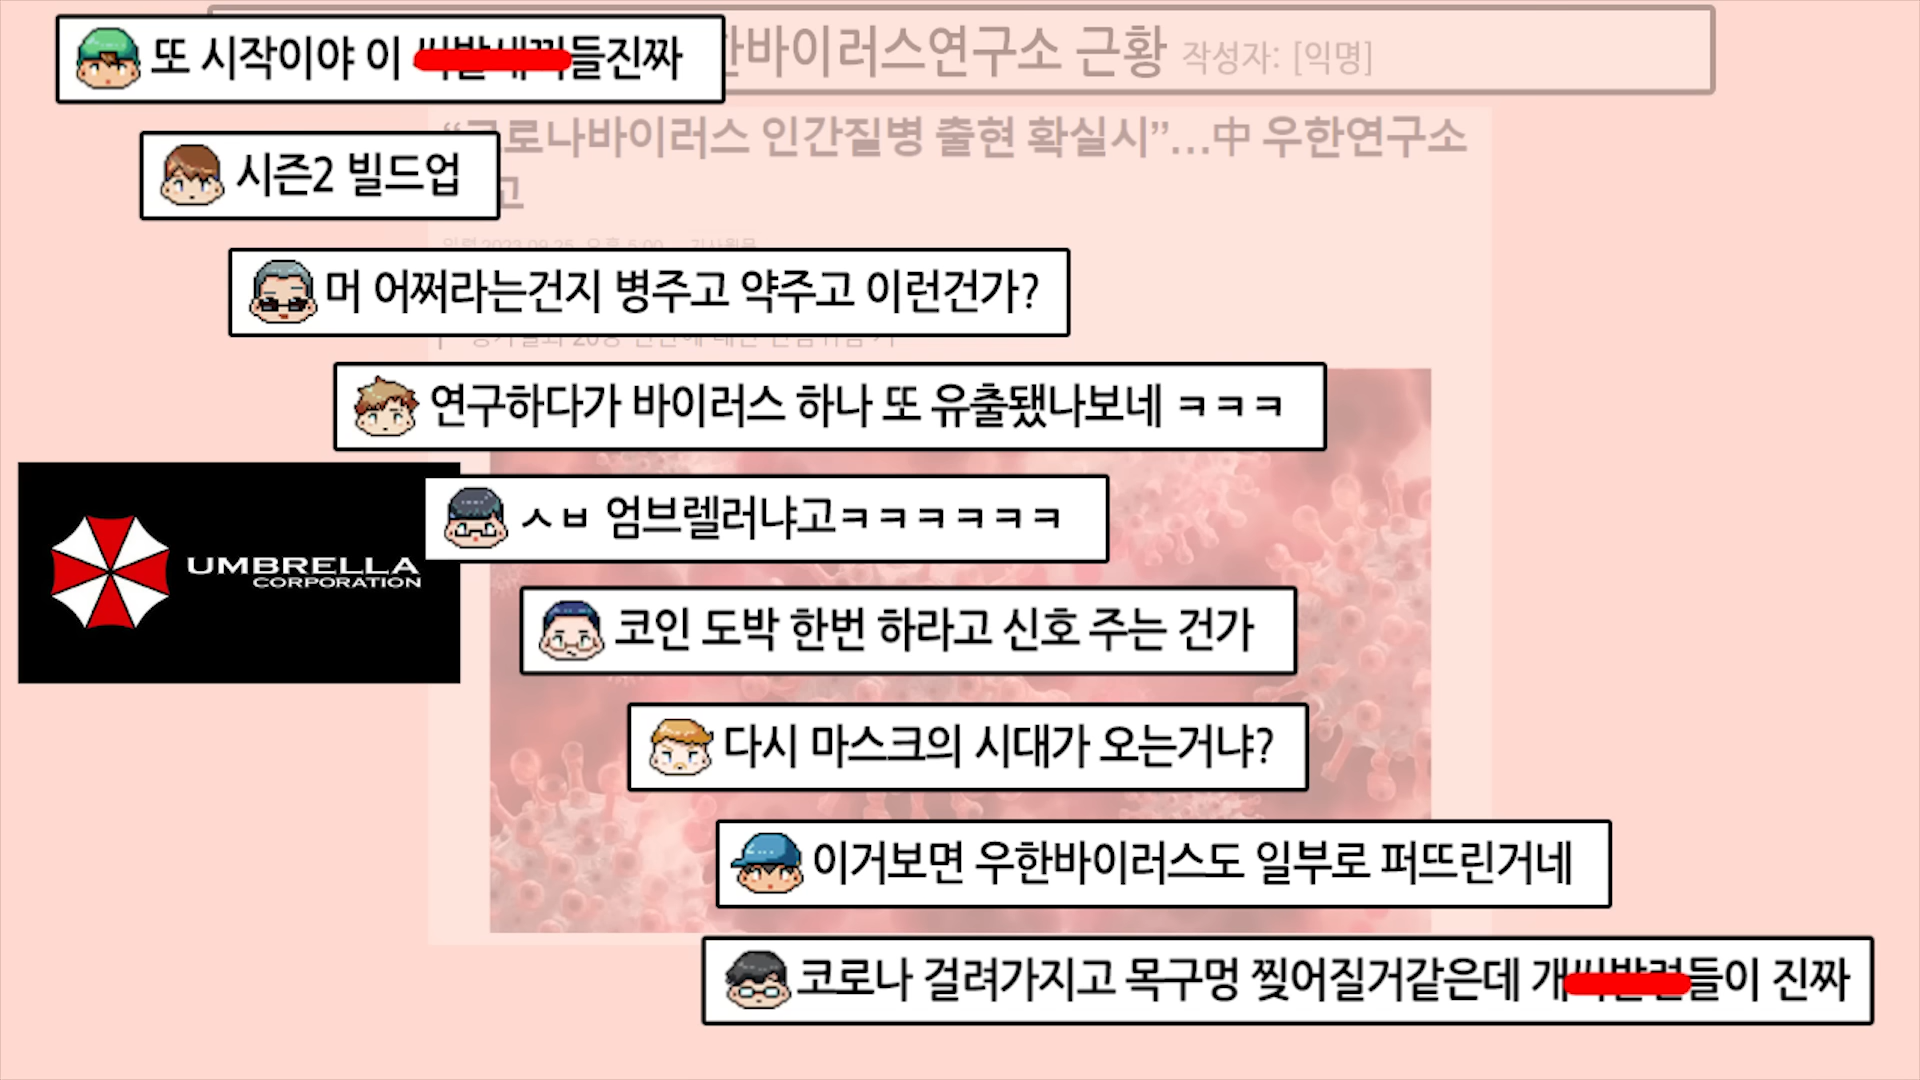 또 시작이야 이 들진짜
한바이러스연구소 근황 작성자: [익명]
로나바이러스 인간질병 출현 확실시”...中 우한연구소
고
시즌2 빌드업
머 어쩌라는건지 병주고 약주고 이런건가?
연구하다가 바이러스 하나 또 유출됐나보네 ㅋㅋㅋ
UMBRELLA
CORPORATION
ㅅㅂ 엄브렐러냐고ㅋㅋㅋㅋㅋㅋ
코인 도박 한번 하라고 신호 주는 건가
다시 마스크의 시대가 오는거냐?
이거보면 우한바이러스도 일부로 퍼뜨린거네
코로나 걸려가지고 목구멍 찢어질거같은데 개 들이 진짜